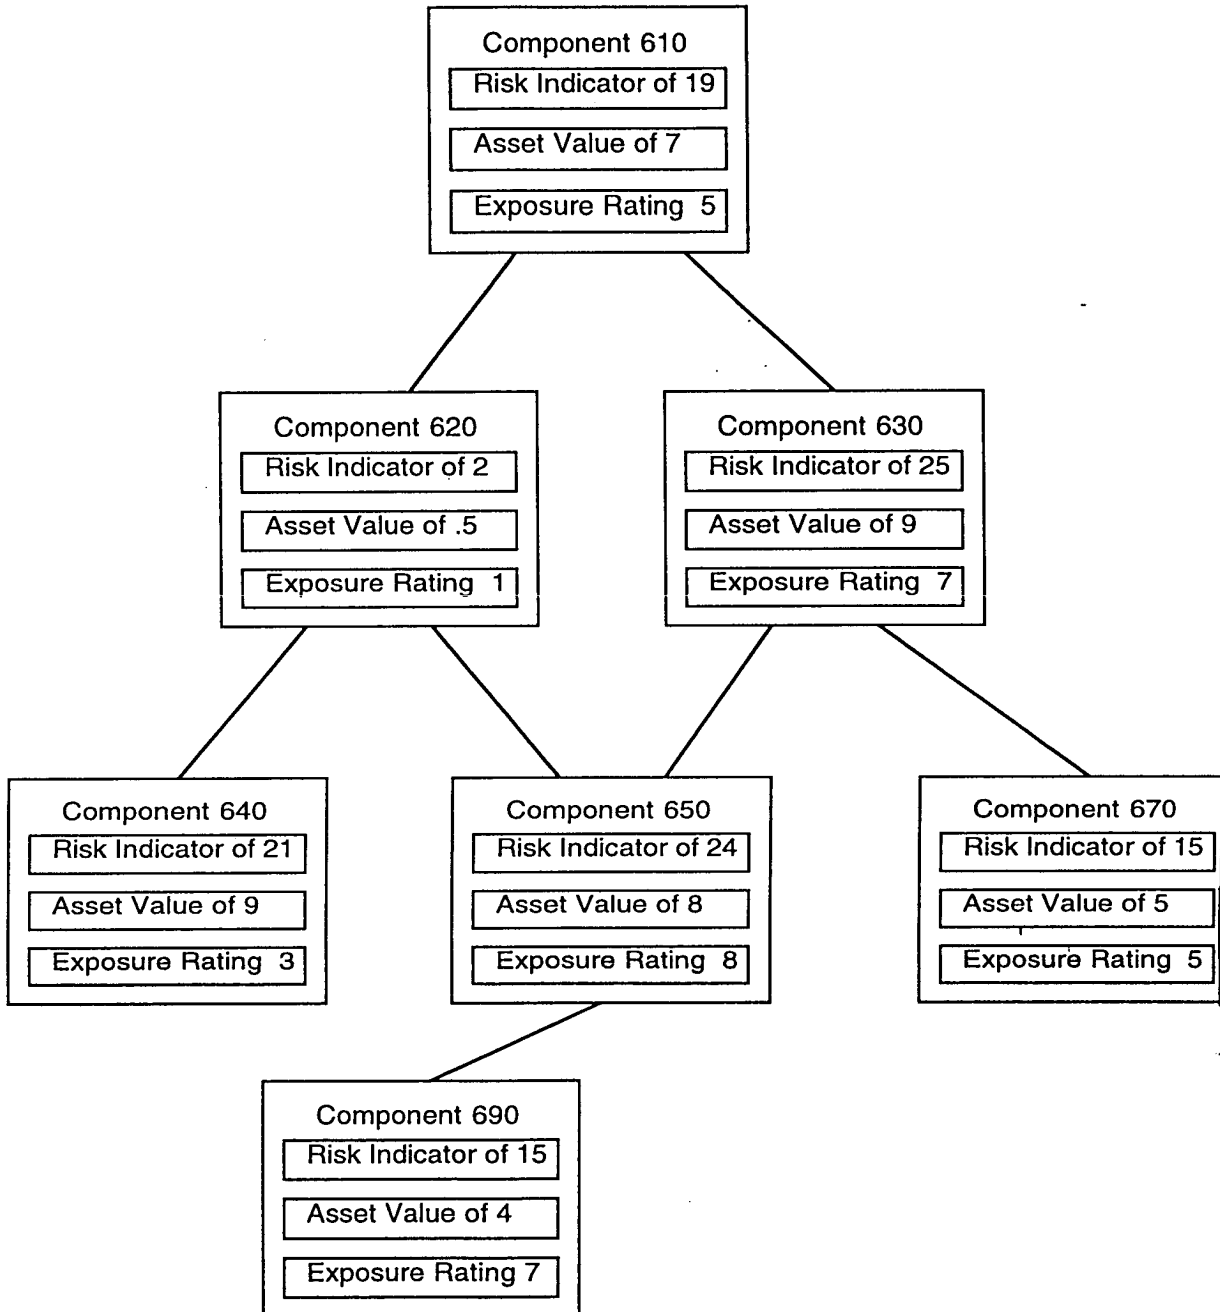 Component 610
Risk Indicator of 19
Asset Value of 7
Exposure Rating 5
Component 620
Risk Indicator of 2
Asset Value of .5
Exposure Rating 1
Component 630
Risk Indicator of 25
Asset Value of 9
Exposure Rating 7
Component 640
Risk Indicator of 21
Asset Value of 9
Exposure Rating 3
Component 650
Risk Indicator of 24
Asset Value of 8
Exposure Rating 8
Component 670
Risk Indicator of 15
Asset Value of 5
Exposure Rating 5
Component 690
Risk Indicator of 15
Asset Value of 4
Exposure Rating 7